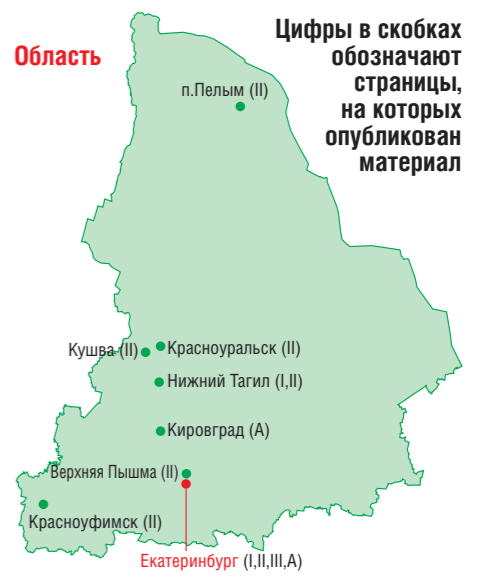 Область
Цифры в скобках
обозначают
страницы,
на которых
опубликован
материал
п.Пелым (II)
Кушва (II)
Красноуральск (II)
Нижний Тагил (I,II)
Кировград (А)
Верхняя Пышма (II)
Красноуфимск (II)
Екатеринбург (I,II,III,А)